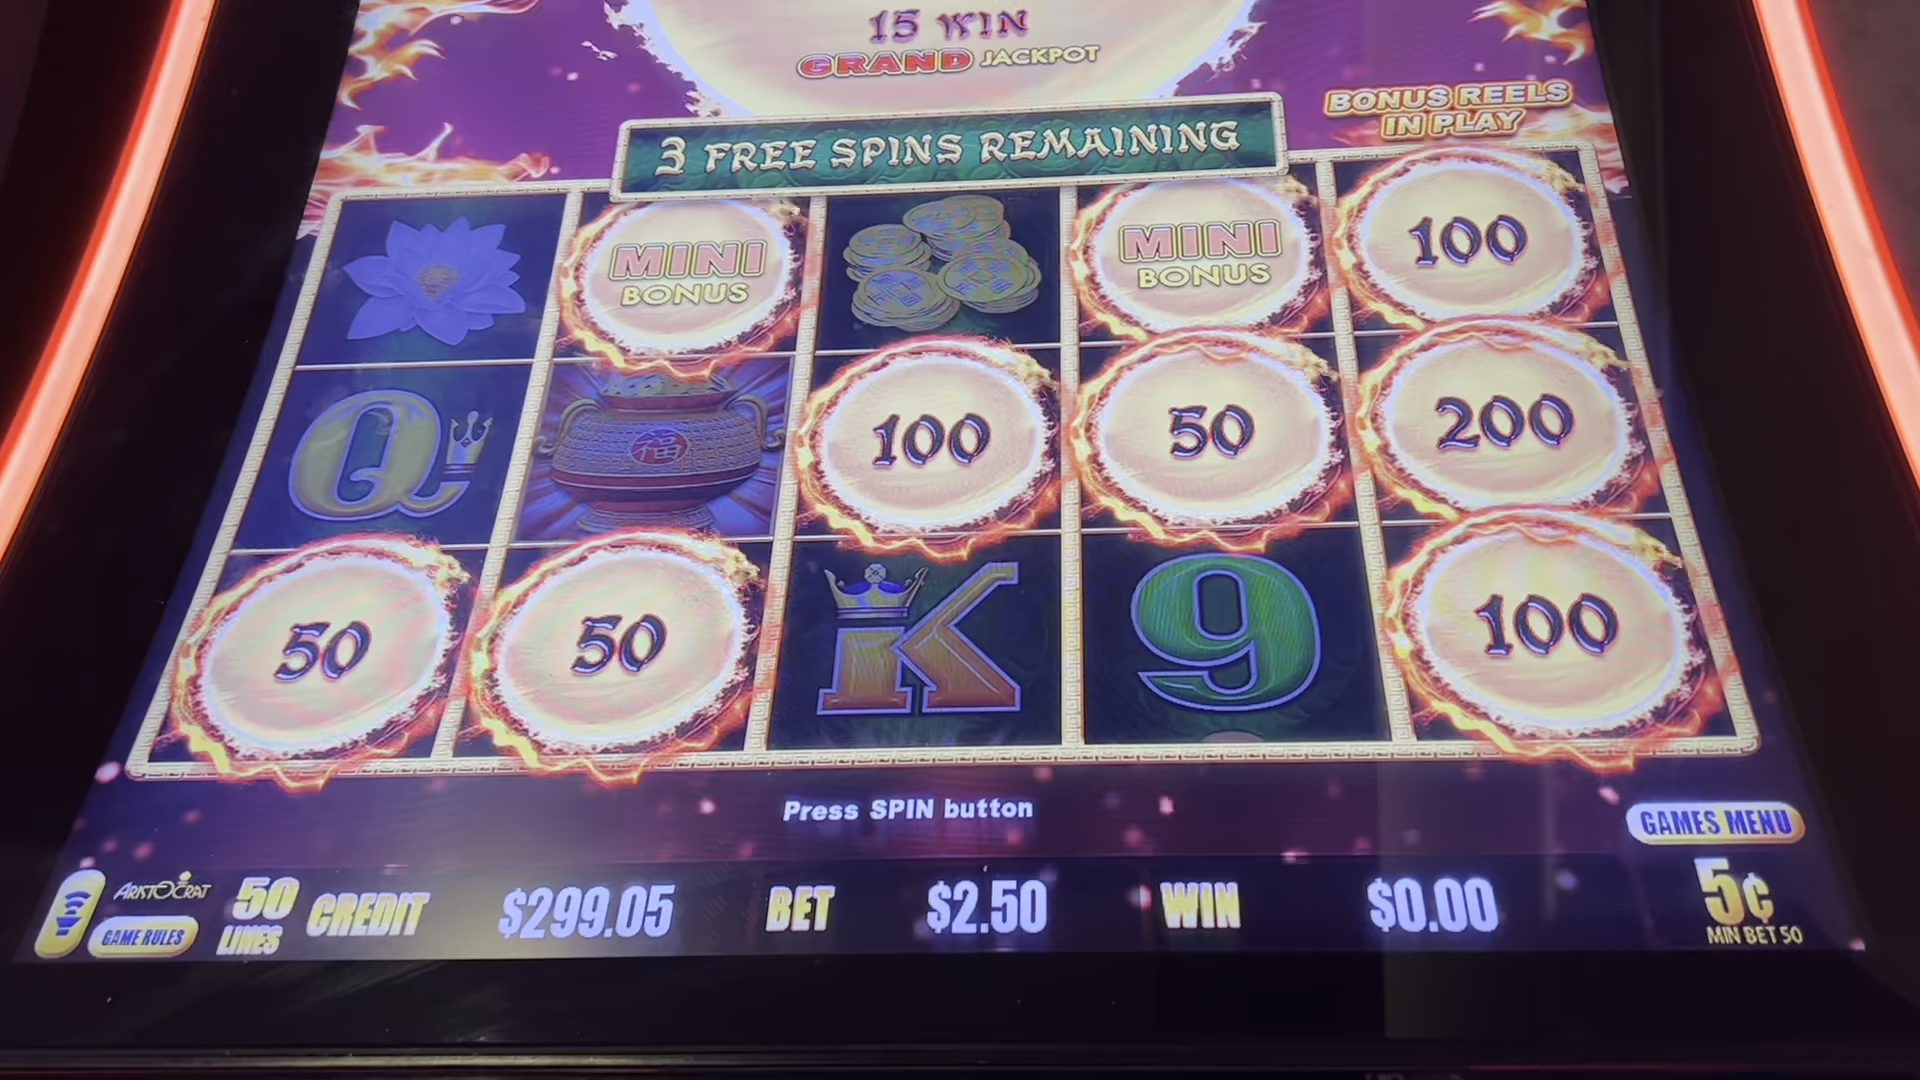 15 WIN
GRAND JACKPOT
BONUS REELS
IN PLAY
3 FREE SPINS REMAINING
MINI
BONUS
MINI
BONUS
100
Q
福
100
50
200
50
50
K
9
100
Press SPIN button
GAMES MENU
ARISTOCRAT
GAME RULES
50
LINES
CREDIT $299.05 BET $2.50 WIN $0.00
5¢
MIN BET 50